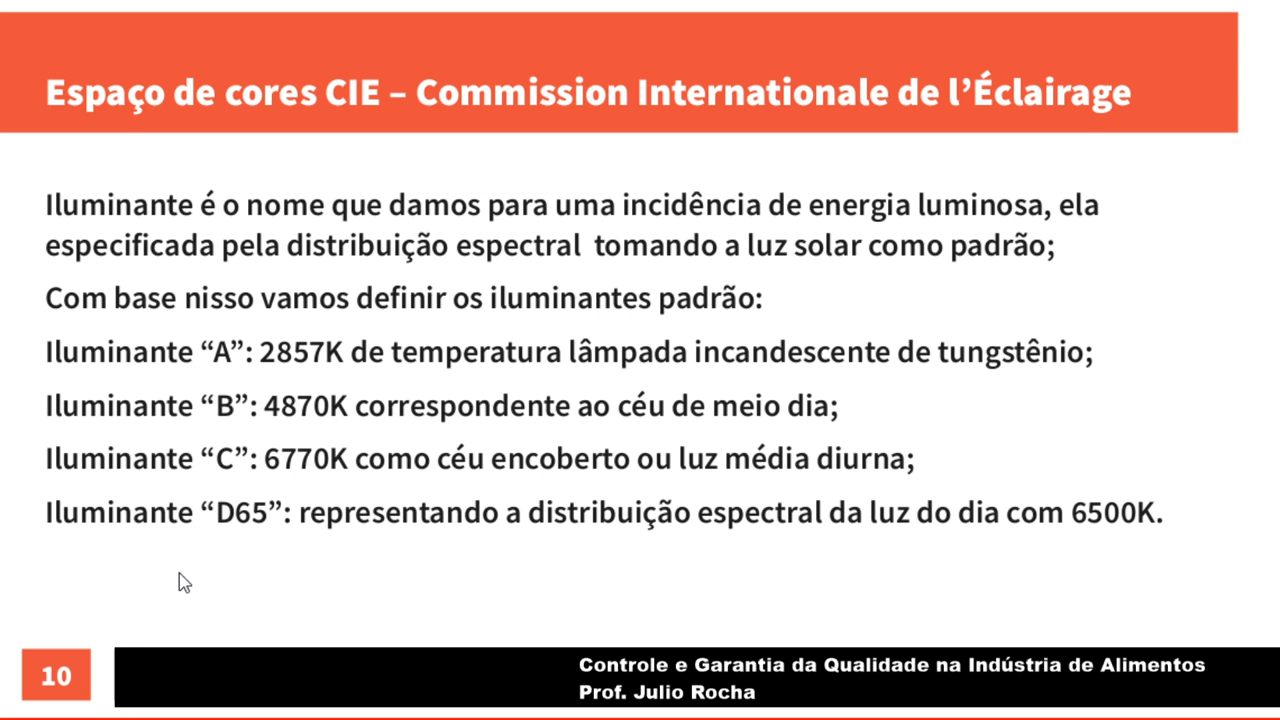 Espaço de cores CIE – Commission Internationale de l’Éclairage
Iluminante é o nome que damos para uma incidência de energia luminosa, ela
especificada pela distribuição espectral  tomando a luz solar como padrão;
Com base nisso vamos definir os iluminantes padrão:
Iluminante “A”: 2857K de temperatura lâmpada incandescente de tungstênio;
Iluminante “B”: 4870K correspondente ao céu de meio dia;
Iluminante “C”: 6770K como céu encoberto ou luz média diurna;
Iluminante “D65”: representando a distribuição espectral da luz do dia com 6500K.
10
Controle e Garantia da Qualidade na Indústria de Alimentos
Prof. Julio Rocha